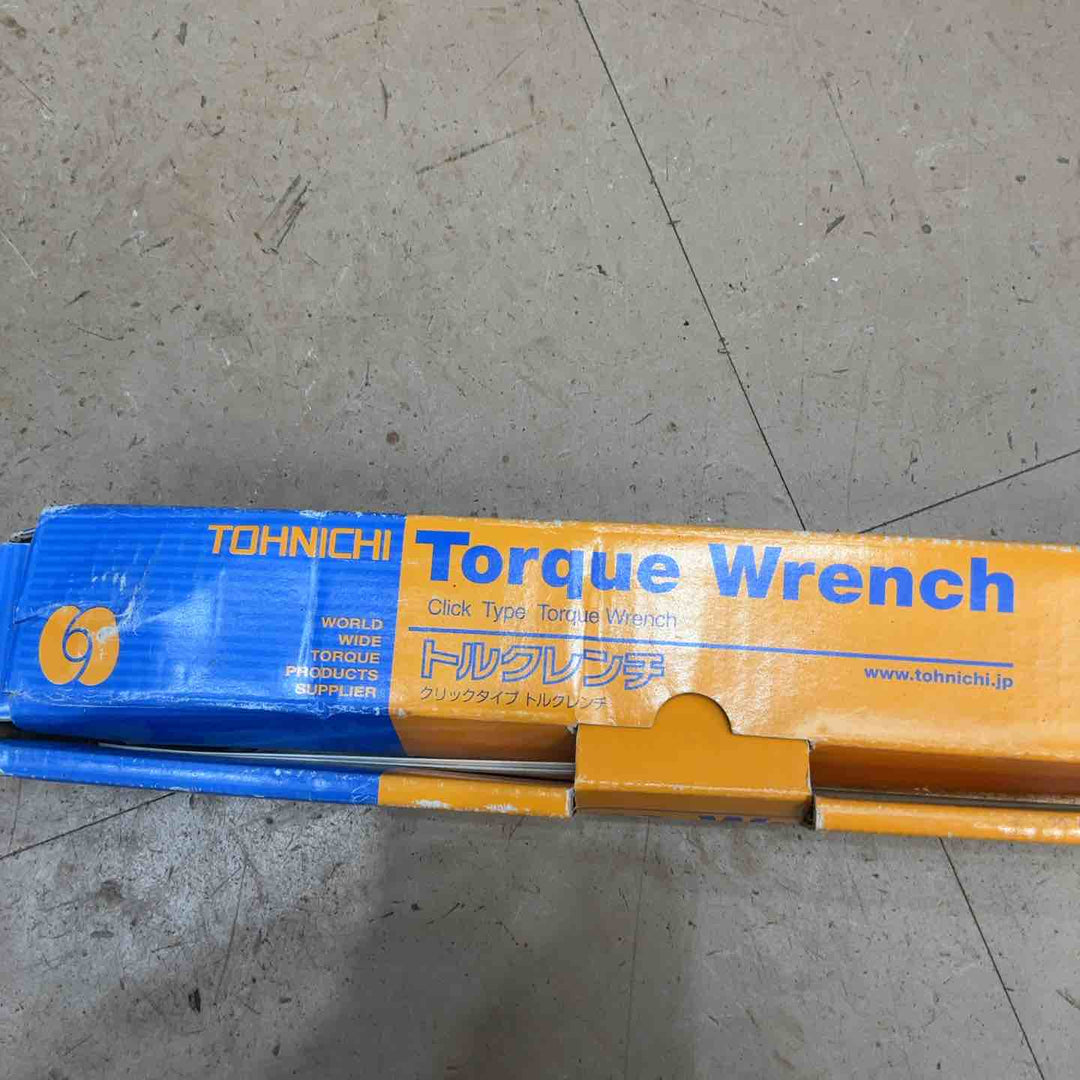 TOHNICHI
WORLD
WIDE
TORQUE
PRODUCTS
SUPPLIER
Torque Wrench
Click Type Torque Wrench
トルクレンチ
クリックタイプ トルクレンチ
www.tohnichi.jp